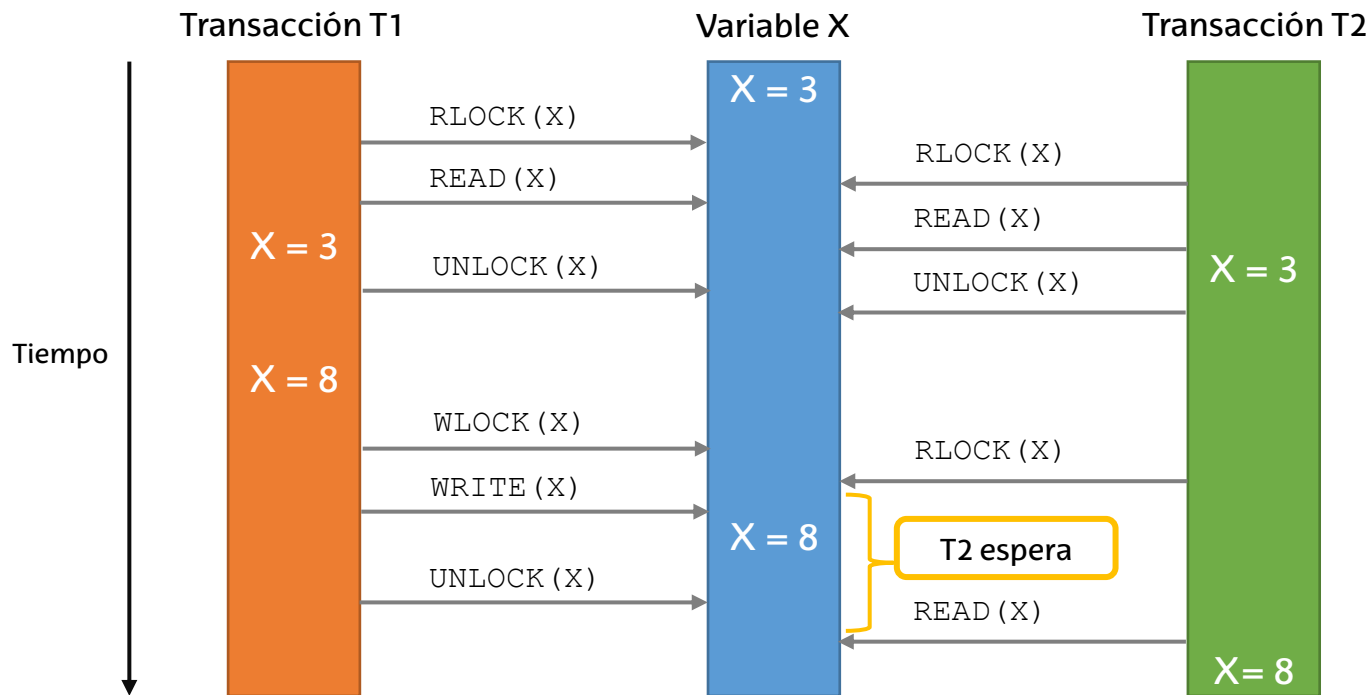 Transacción T1
Variable X
Transacción T2
X = 3
RLOCK(X)
RLOCK(X)
READ(X)
READ(X)
X = 3
UNLOCK(X)
X = 3
UNLOCK(X)
Tiempo
X = 8
WLOCK(X)
RLOCK(X)
WRITE(X)
X = 8
T2 espera
UNLOCK(X)
READ(X)
X= 8